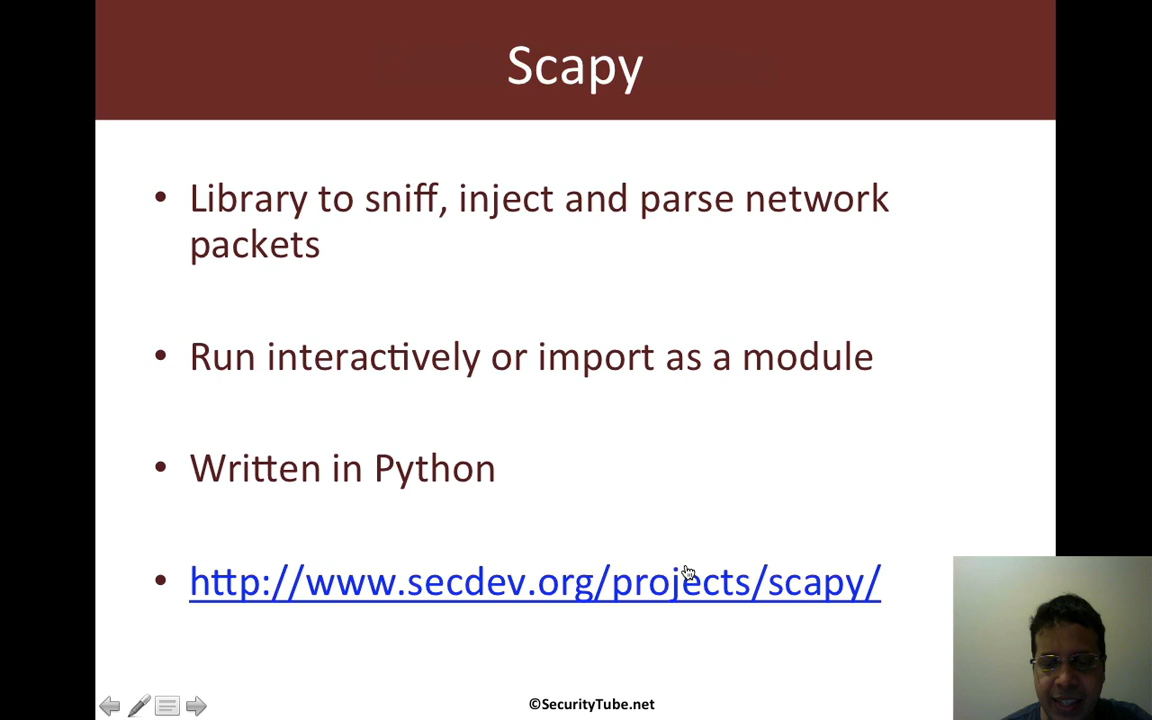 Scapy
• Library to sniff, inject and parse network
packets
• Run interactively or import as a module
• Written in Python
• http://www.secdev.org/projects/scapy/
©SecurityTube.net